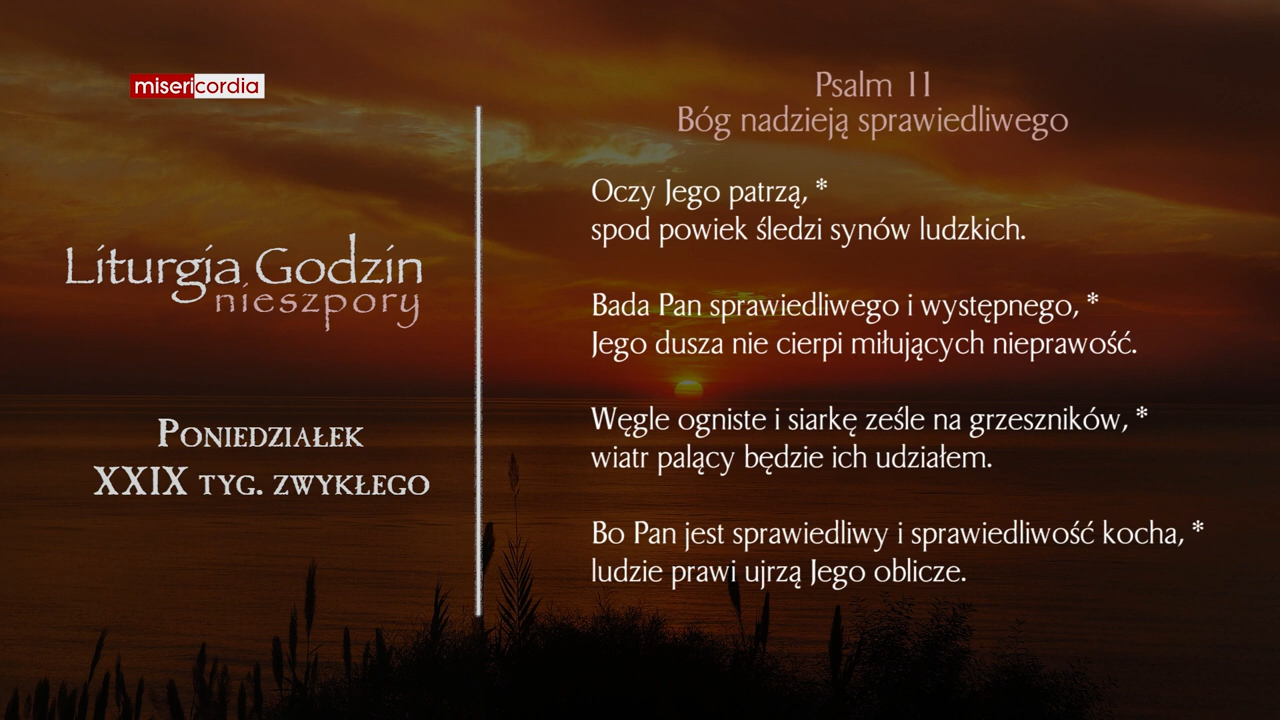 misericordia
Liturgia Godzin
nieszpory
Poniedziałek
XXIX tyg. zwykłego
Psalm 11
Bóg nadzieją sprawiedliwego
Oczy Jego patrzą, *
spod powiek śledzi synów ludzkich.
Bada Pan sprawiedliwego i występnego, *
Jego dusza nie cierpi miłujących nieprawość.
Węgle ogniste i siarkę ześle na grzeszników, *
wiatr palący będzie ich udziałem.
Bo Pan jest sprawiedliwy i sprawiedliwość kocha, *
ludzie prawi ujrzą Jego oblicze.